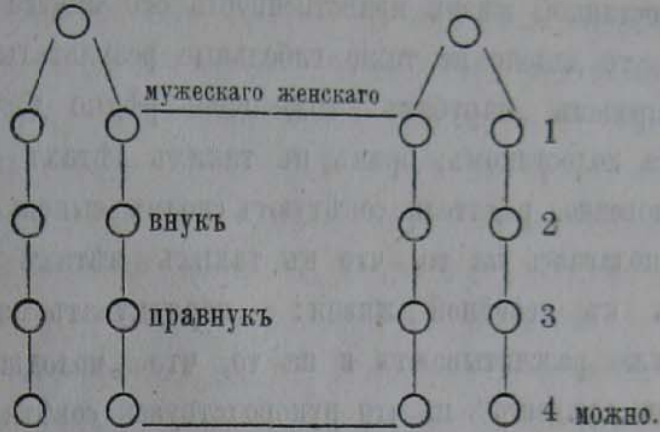 мужескаго женскаго
1
внукъ 2
правнукъ 3
4 можно.